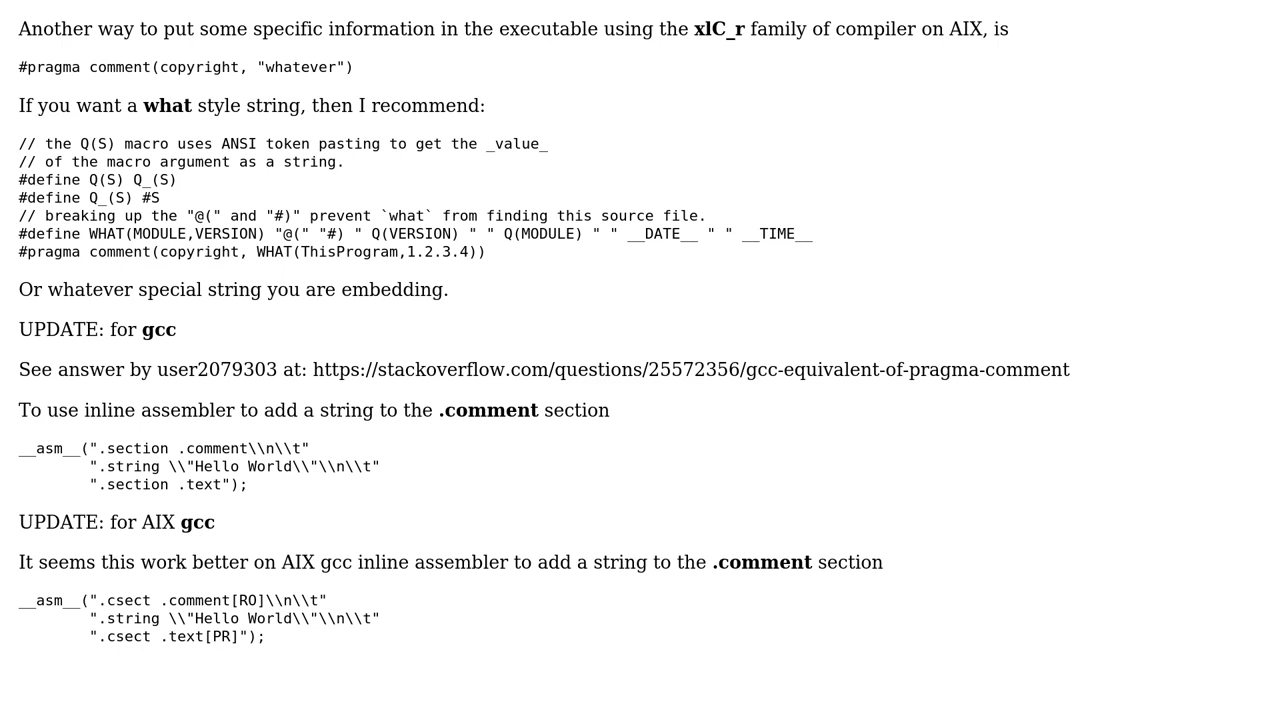 Another way to put some specific information in the executable using the xlC_r family of compiler on AIX, is
#pragma comment(copyright, "whatever")
If you want a what style string, then I recommend:
// the Q(S) macro uses ANSI token pasting to get the _value_
// of the macro argument as a string.
#define Q(S) Q_(S)
#define Q_(S) #S
// breaking up the "@(" and "#)" prevent `what` from finding this source file.
#define WHAT(MODULE,VERSION) "@(" "#) " Q(VERSION) " " Q(MODULE) " " __DATE__ " " __TIME__
#pragma comment(copyright, WHAT(ThisProgram,1.2.3.4))
Or whatever special string you are embedding.
UPDATE: for gcc
See answer by user2079303 at: https://stackoverflow.com/questions/25572356/gcc-equivalent-of-pragma-comment
To use inline assembler to add a string to the .comment section
__asm__(".section .comment\\n\\t"
        ".string \\"Hello World\\"\\n\\t"
        ".section .text");
UPDATE: for AIX gcc
It seems this work better on AIX gcc inline assembler to add a string to the .comment section
__asm__(".csect .comment[RO]\\n\\t"
        ".string \\"Hello World\\"\\n\\t"
        ".csect .text[PR]");